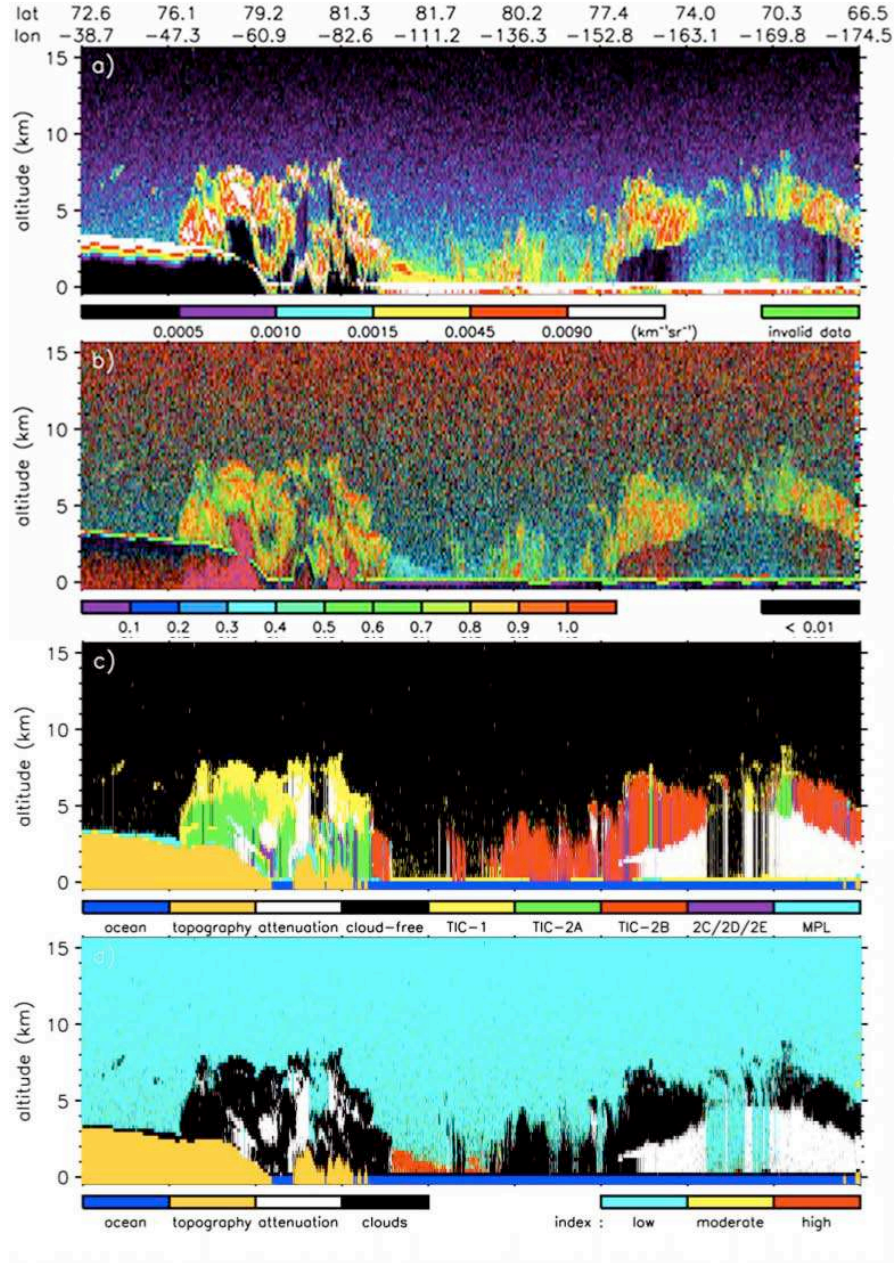 lat 72.6 76.1 79.2 81.3 81.7 80.2 77.4 74.0 70.3 66.5
lon -38.7 -47.3 -60.9 -82.6 -111.2 -136.3 -152.8 -163.1 -169.8 -174.5
a)
15
10
5
0
altitude (km)
0.0005 0.0010 0.0015 0.0045 0.0090 (km⁻¹sr⁻¹) invalid data
b)
15
10
5
0
altitude (km)
0.1 0.2 0.3 0.4 0.5 0.6 0.7 0.8 0.9 1.0 < 0.01
c)
15
10
5
0
altitude (km)
ocean topography attenuation cloud-free TIC-1 TIC-2A TIC-2B 2C/2D/2E MPL
d)
15
10
5
0
altitude (km)
ocean topography attenuation clouds index : low moderate high